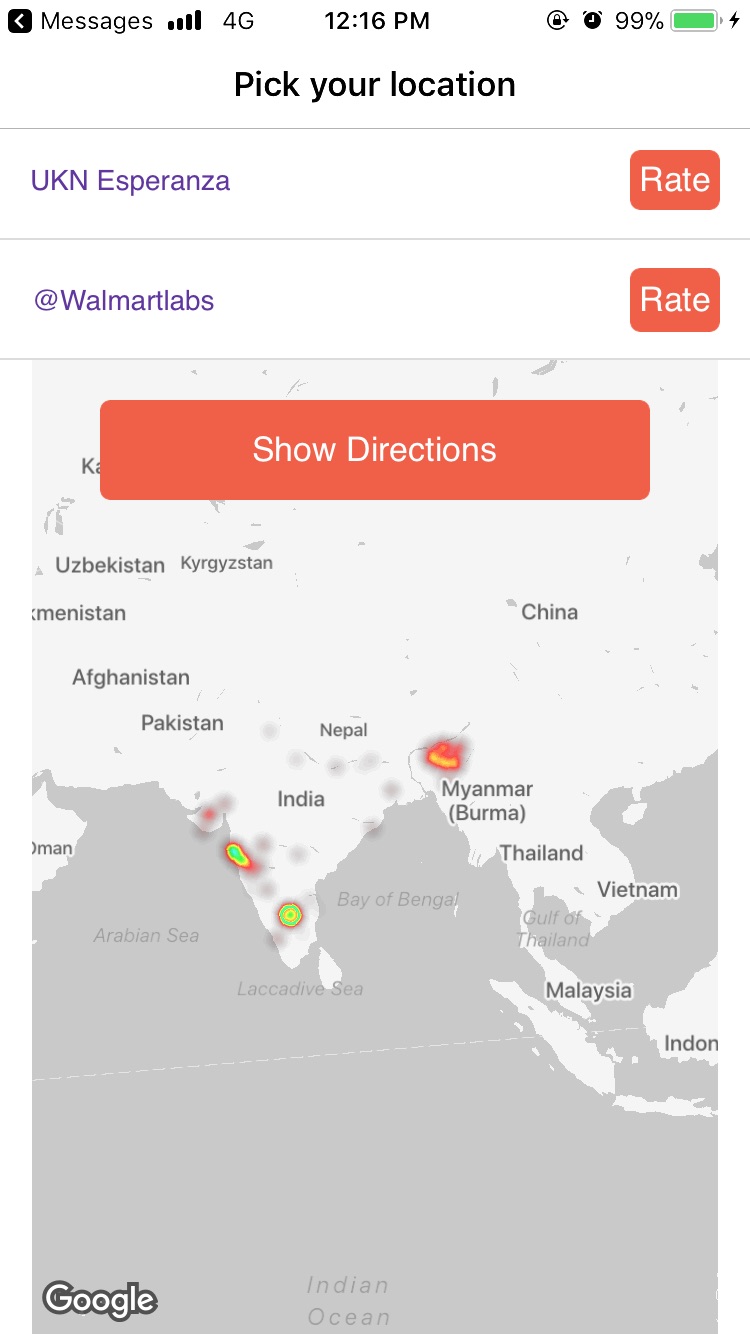 Messages 4G 12:16 PM 99%
Pick your location
UKN Esperanza Rate
@Walmartlabs Rate
Show Directions
Ka
Uzbekistan Kyrgyzstan
kmenistan China
Afghanistan
Pakistan Nepal
India Myanmar
(Burma)
Oman Thailand
Vietnam
Bay of Bengal
Arabian Sea Gulf of
Thailand
Laccadive Sea Malaysia
Indon
Google Indian
Ocean